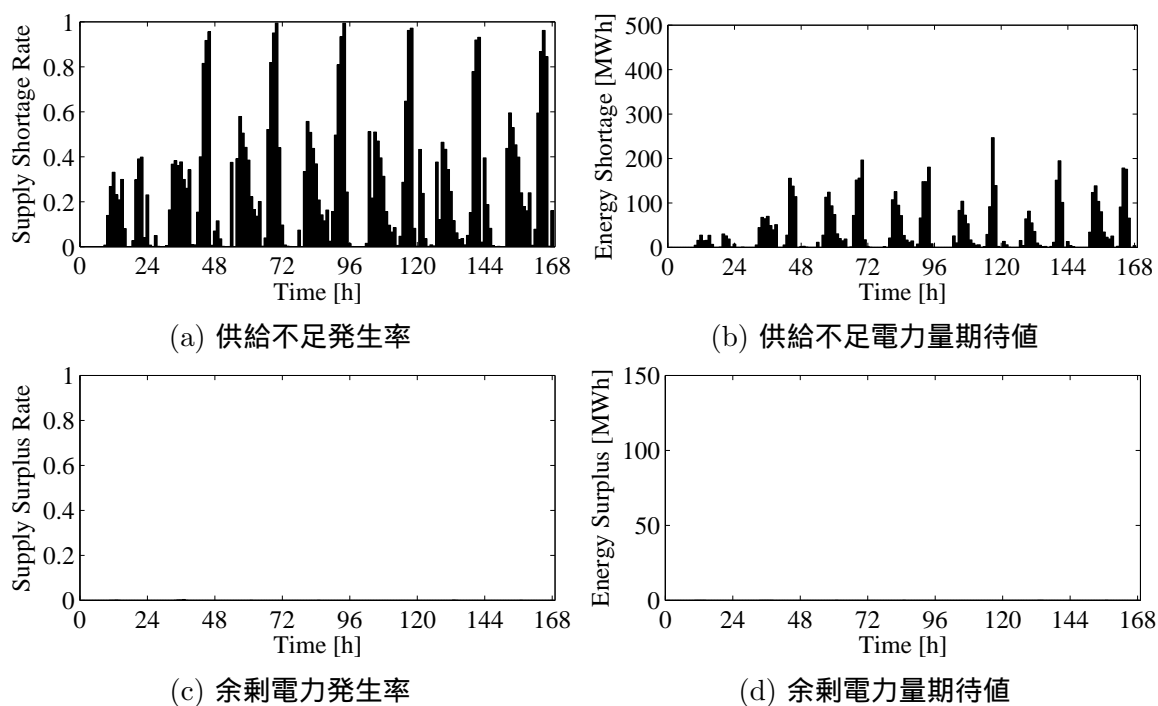 Supply Shortage Rate
1
0.8
0.6
0.4
0.2
0
0 24 48 72 96 120 144 168
Time [h]
(a) 供給不足発生率
Energy Shortage [MWh]
500
400
300
200
100
0
0 24 48 72 96 120 144 168
Time [h]
(b) 供給不足電力量期待値
Supply Surplus Rate
1
0.8
0.6
0.4
0.2
0
0 24 48 72 96 120 144 168
Time [h]
(c) 余剰電力発生率
Energy Surplus [MWh]
150
100
50
0
0 24 48 72 96 120 144 168
Time [h]
(d) 余剰電力量期待値